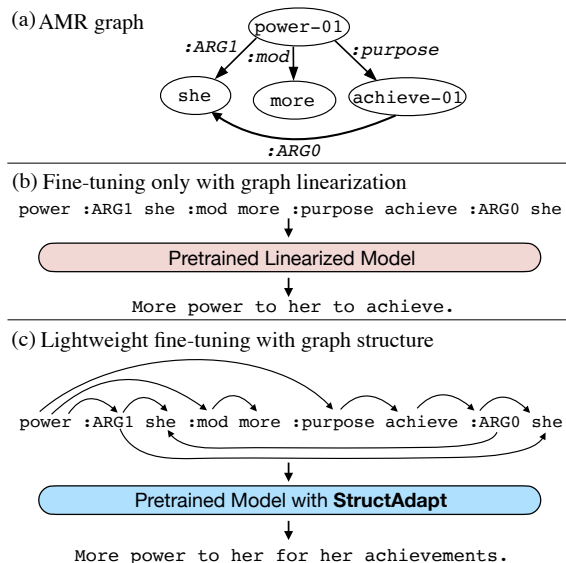 (a) AMR graph
power-01
:ARG1
:mod
:purpose
she
more
achieve-01
:ARG0
(b) Fine-tuning only with graph linearization
power :ARG1 she :mod more :purpose achieve :ARG0 she
Pretrained Linearized Model
More power to her to achieve.
(c) Lightweight fine-tuning with graph structure
power :ARG1 she :mod more :purpose achieve :ARG0 she
Pretrained Model with StructAdapt
More power to her for her achievements.